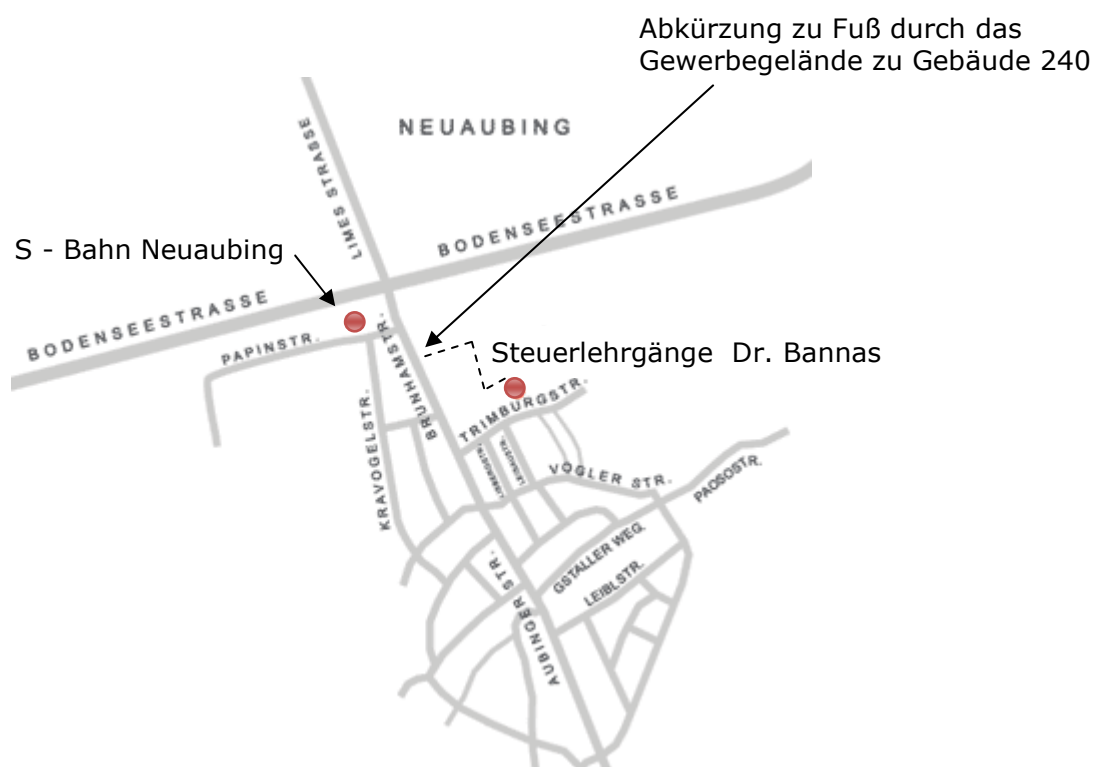 Abkürzung zu Fuß durch das
Gewerbegelände zu Gebäude 240
NEUAUBING
LIMES STRASSE
BODENSEESTRASSE
S - Bahn Neuaubing
BODENSEESTRASSE
PAPINSTR.
BRUNHAMSTR.
Steuerlehrgänge Dr. Bannas
TRIMBURGSTR.
KRAVOGELSTR.
VOGLER STR.
PAOSOSTR.
GSTALLER WEG.
LEIBLSTR.
AUBINGER STR.